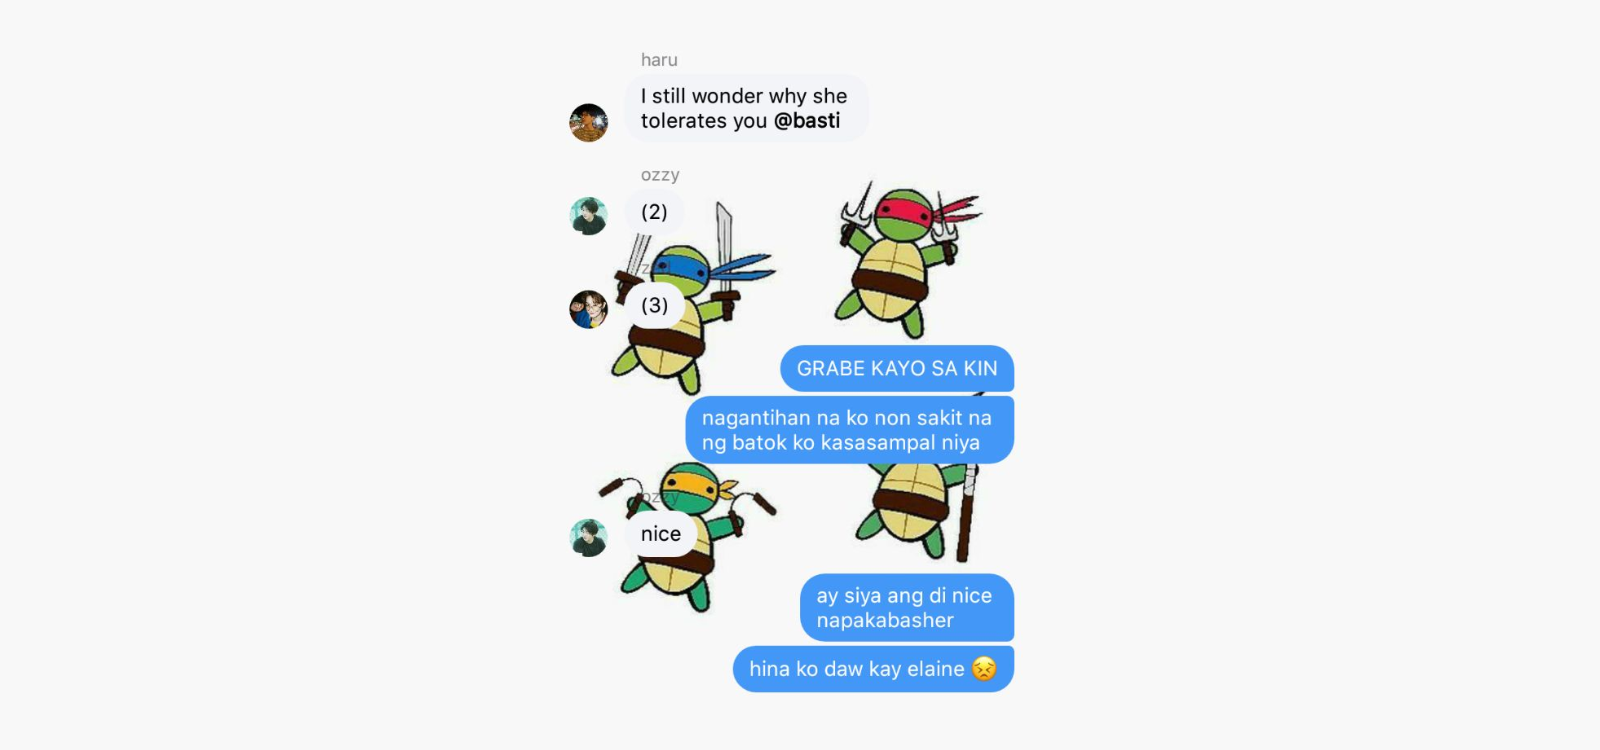 haru
I still wonder why she
tolerates you @basti
ozzy
(2)
(3)
GRABE KAYO SA KIN
nagantihan na ko non sakit na
ng batok ko kasasampal niya
ozzy
nice
ay siya ang di nice
napakabasher
hina ko daw kay elaine 😣